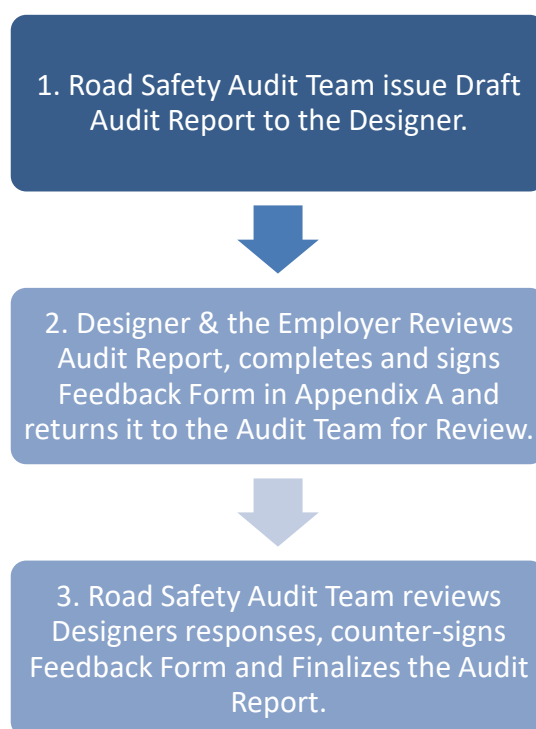 1. Road Safety Audit Team issue Draft
Audit Report to the Designer.
2. Designer & the Employer Reviews
Audit Report, completes and signs
Feedback Form in Appendix A and
returns it to the Audit Team for Review.
3. Road Safety Audit Team reviews
Designers responses, counter-signs
Feedback Form and Finalizes the Audit
Report.